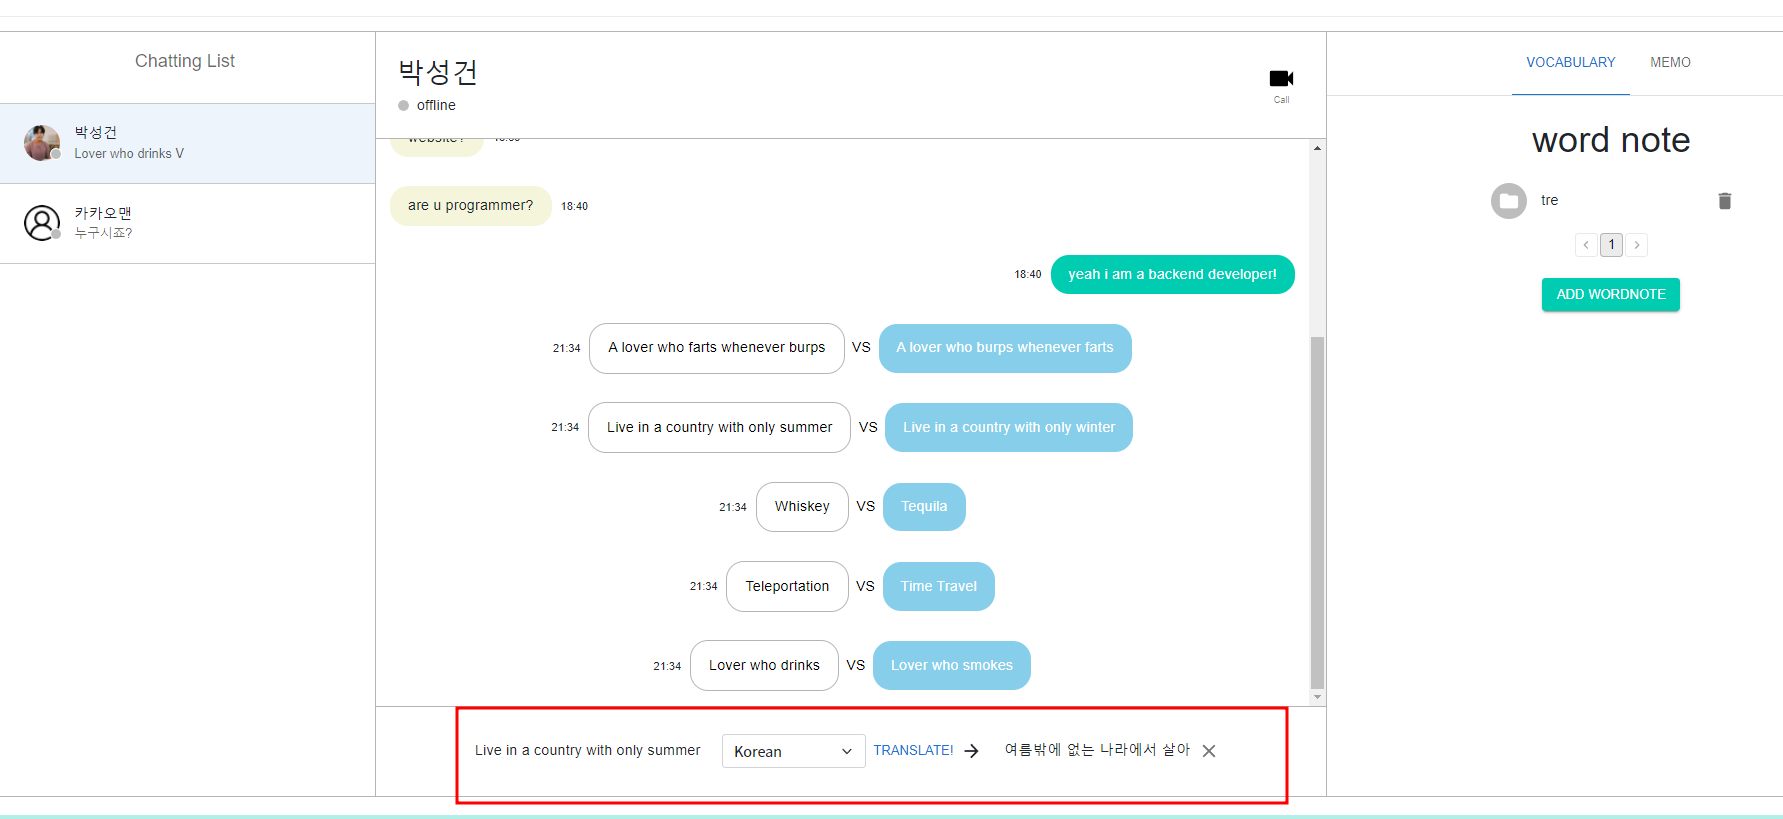 Chatting List
박성건
Lover who drinks V
카카오맨
누구시죠?
박성건
offline
Call
website? 18:38
are u programmer? 18:40
18:40 yeah i am a backend developer!
21:34 A lover who farts whenever burps VS A lover who burps whenever farts
21:34 Live in a country with only summer VS Live in a country with only winter
21:34 Whiskey VS Tequila
21:34 Teleportation VS Time Travel
21:34 Lover who drinks VS Lover who smokes
Live in a country with only summer Korean TRANSLATE! 여름밖에 없는 나라에서 살아
VOCABULARY MEMO
word note
tre
1
ADD WORDNOTE